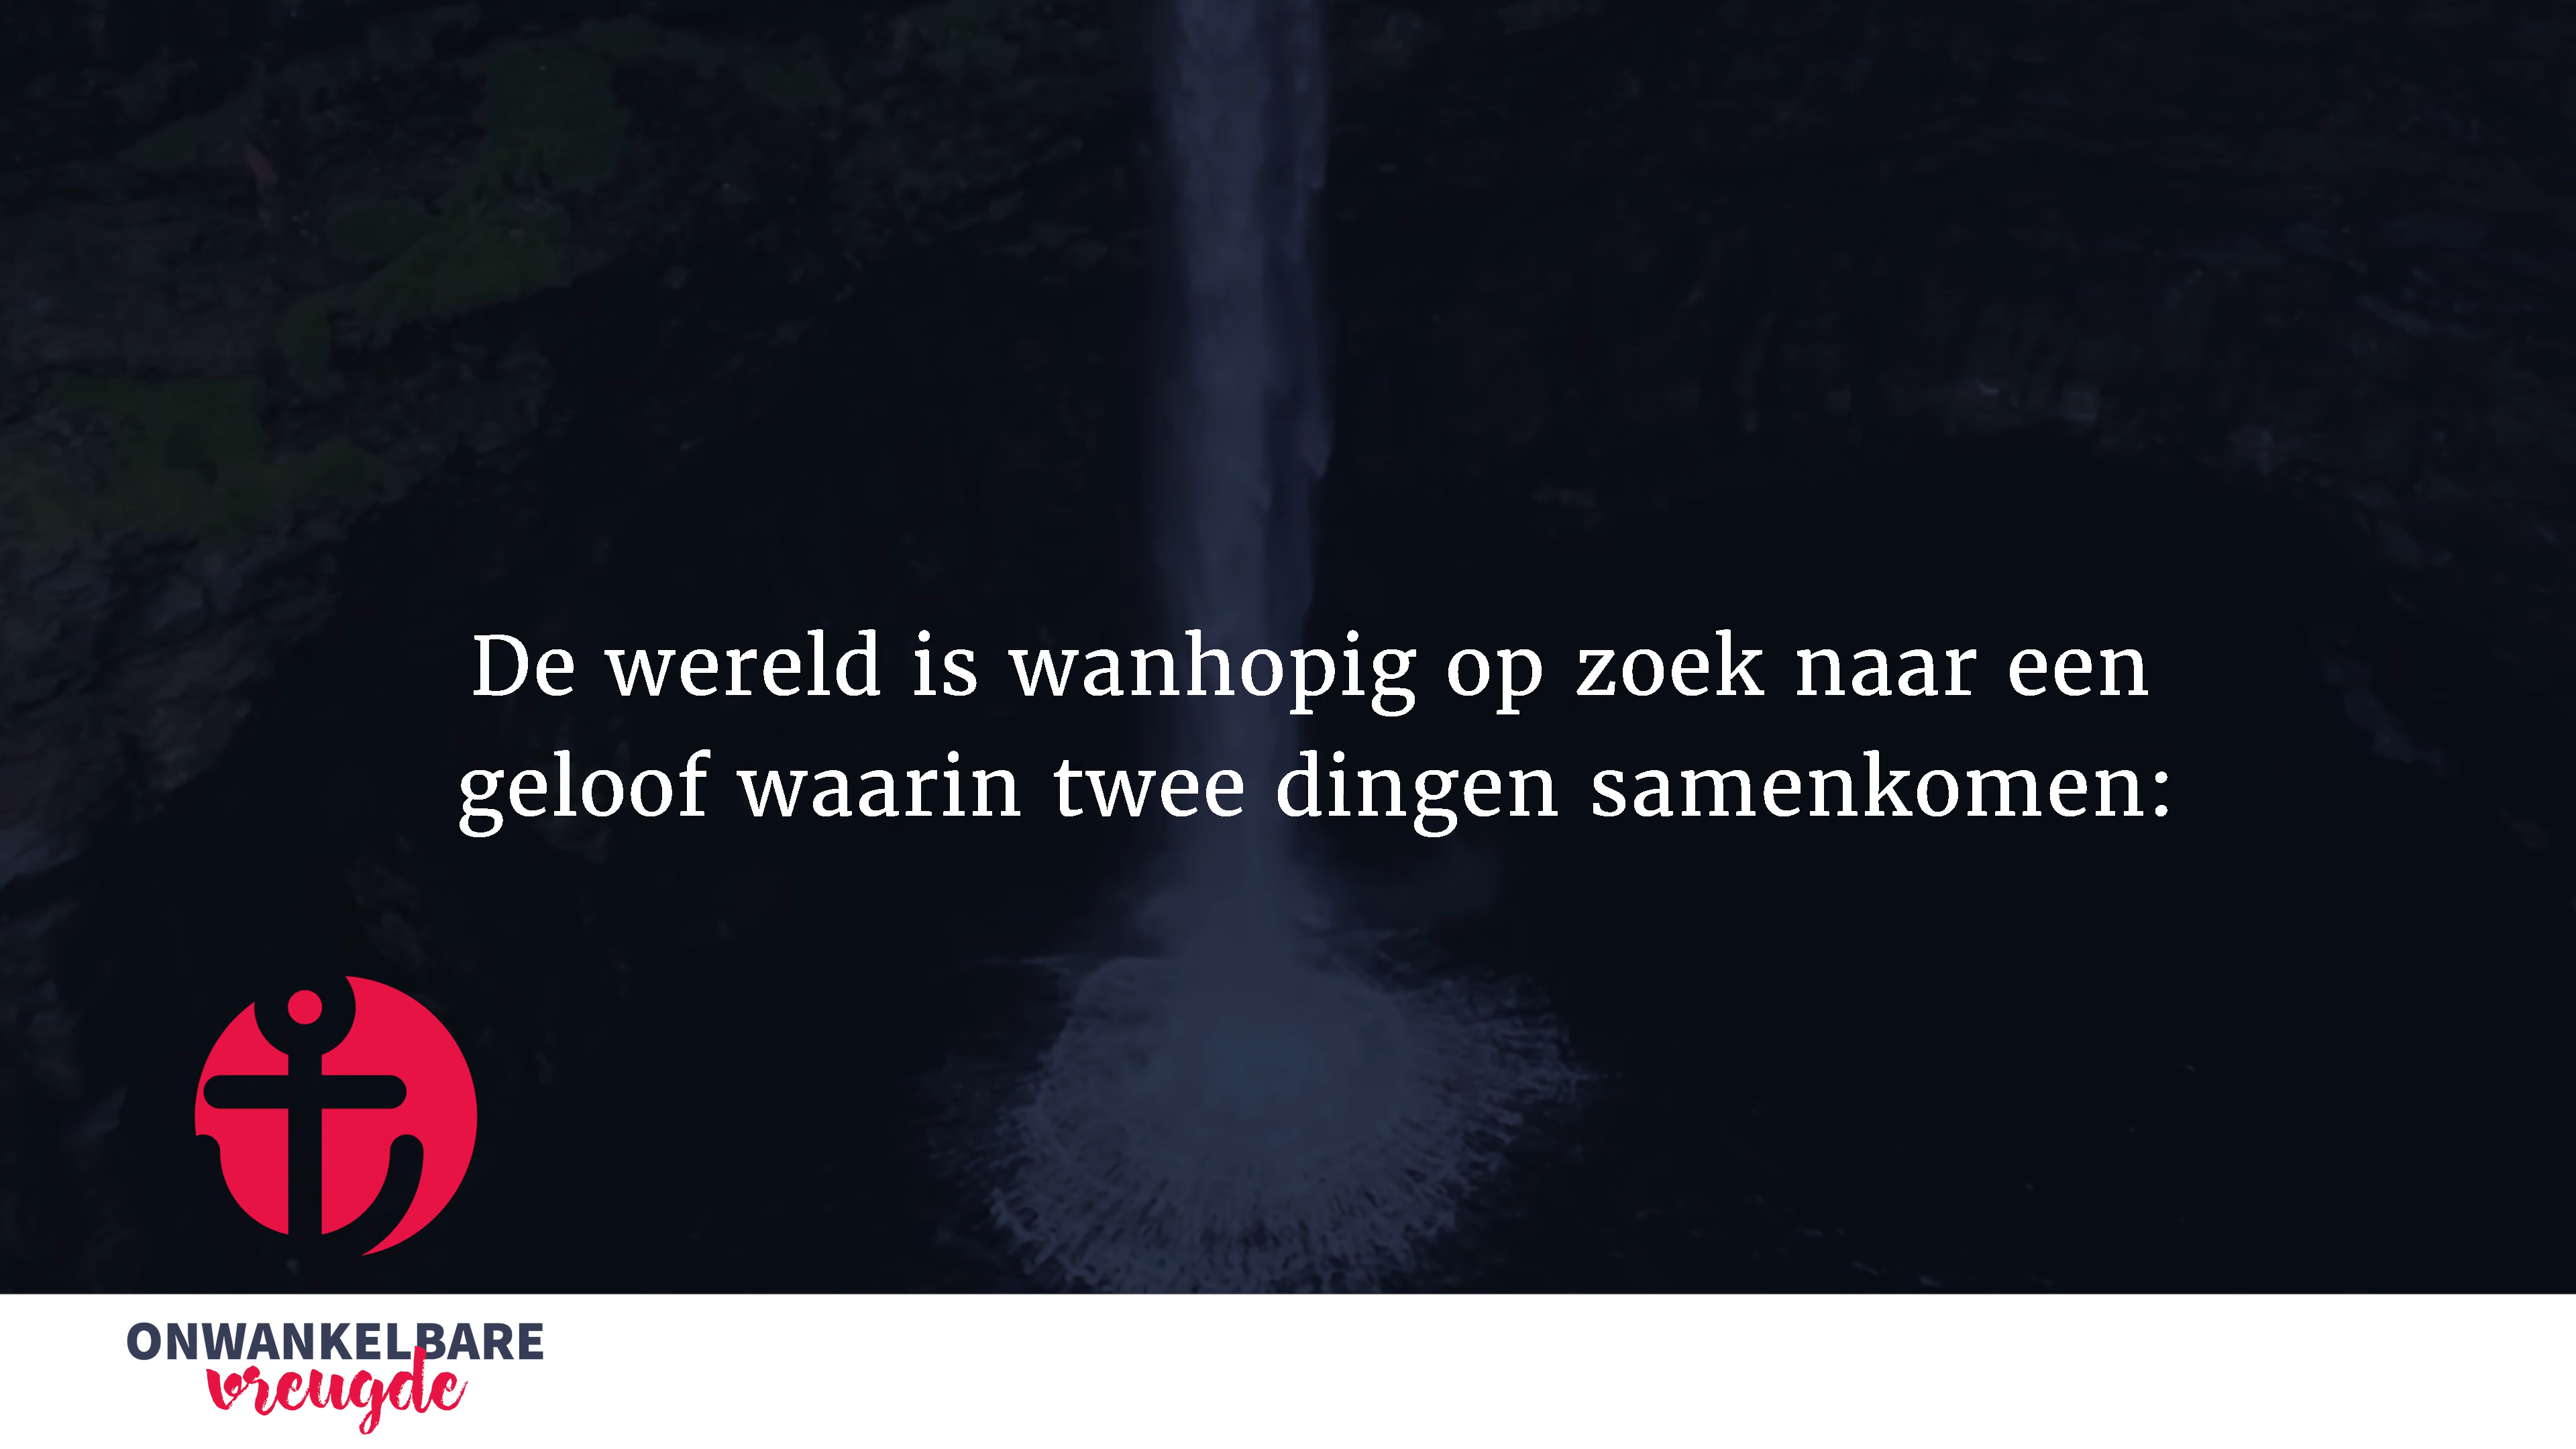 De wereld is wanhopig op zoek naar een
geloof waarin twee dingen samenkomen:
ONWANKELBARE
vreugde